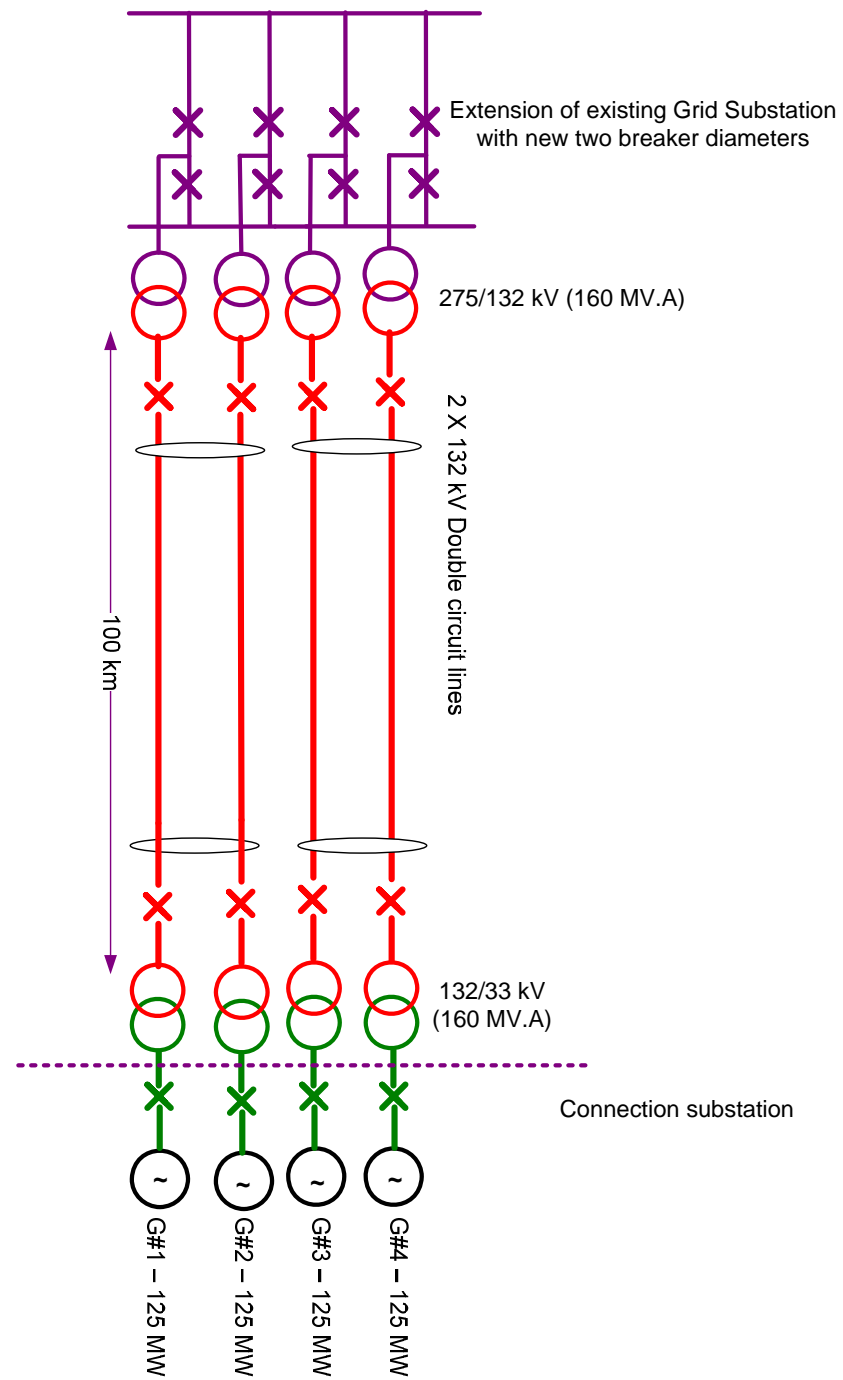 Extension of existing Grid Substation
with new two breaker diameters
275/132 kV (160 MV.A)
2 X 132 kV Double circuit lines
100 km
132/33 kV
(160 MV.A)
Connection substation
~
~
~
~
G#1 – 125 MW
G#2 – 125 MW
G#3 – 125 MW
G#4 – 125 MW